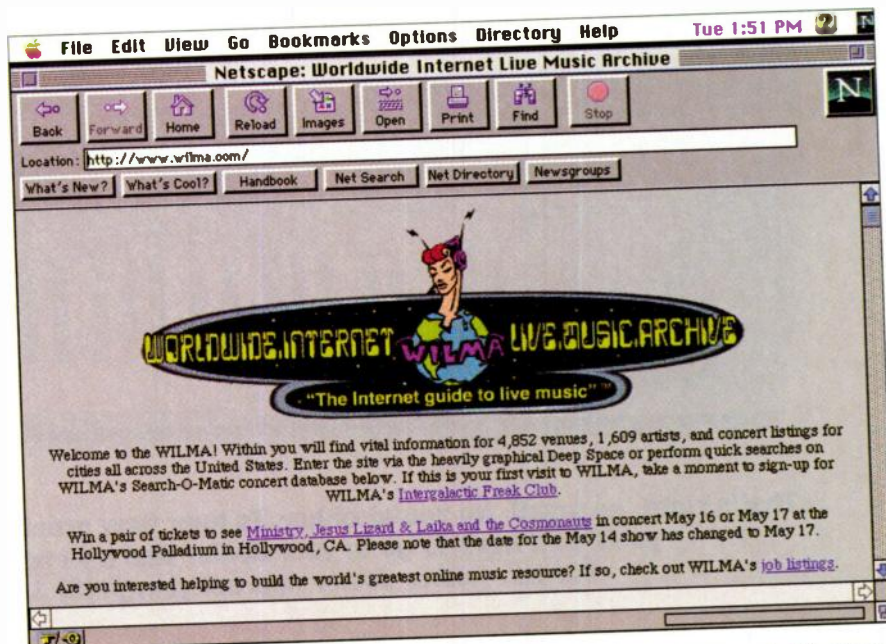 File Edit View Go Bookmarks Options Directory Help Tue 1:51 PM
Netscape: Worldwide Internet Live Music Archive
Back Forward Home Reload Images Open Print Find Stop
N
Location: http://www.wilma.com/
What's New? What's Cool? Handbook Net Search Net Directory Newsgroups
WORLDWIDE.INTERNET WILMA LIVE.MUSIC.ARCHIVE
"The Internet guide to live music" ™
Welcome to the WILMA! Within you will find vital information for 4,852 venues, 1,609 artists, and concert listings for
cities all across the United States. Enter the site via the heavily graphical Deep Space or perform quick searches on
WILMA's Search-O-Matic concert database below. If this is your first visit to WILMA, take a moment to sign-up for
WILMA's Intergalactic Freak Club.
Win a pair of tickets to see Ministry, Jesus Lizard & Laika and the Cosmonauts in concert May 16 or May 17 at the
Hollywood Palladium in Hollywood, CA. Please note that the date for the May 14 show has changed to May 17.
Are you interested helping to build the world's greatest online music resource? If so, check out WILMA's job listings.